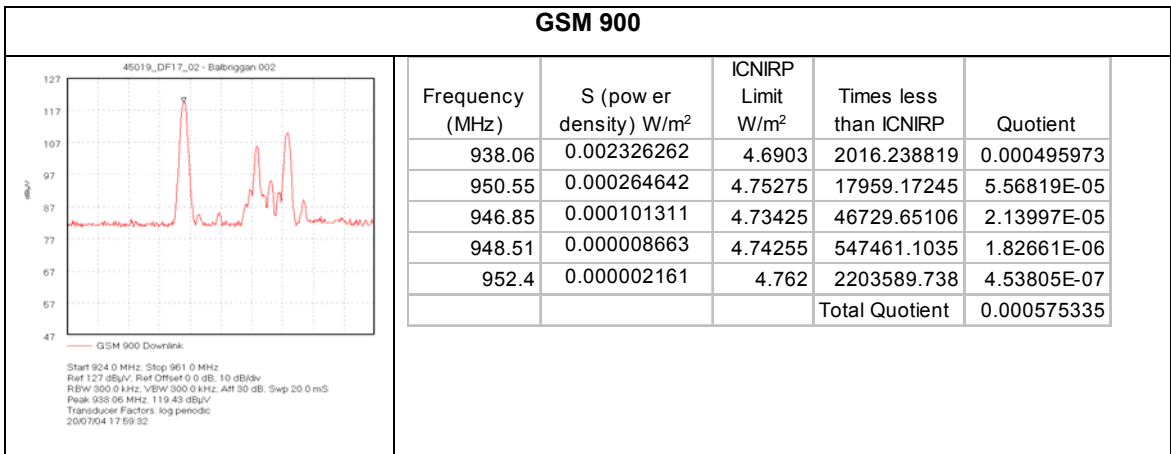 GSM 900
45019_DF17_02 - Balbriggan 002
127
117
107
97
87
77
67
57
47
dBµV
GSM 900 Downlink
Start 924.0 MHz; Stop 961.0 MHz
Ref 127 dBµV; Ref Offset 0.0 dB; 10 dB/div
RBW 300.0 kHz; VBW 300.0 kHz; Att 30 dB; Swp 20.0 mS
Peak 938.06 MHz, 119.43 dBµV
Transducer Factors: log periodic
20/07/04 17:59:32
Frequency (MHz) S (pow er density) W/m² ICNIRP Limit W/m² Times less than ICNIRP Quotient
938.06 0.002326262 4.6903 2016.238819 0.000495973
950.55 0.000264642 4.75275 17959.17245 5.56819E-05
946.85 0.000101311 4.73425 46729.65106 2.13997E-05
948.51 0.000008663 4.74255 547461.1035 1.82661E-06
952.4 0.000002161 4.762 2203589.738 4.53805E-07
Total Quotient 0.000575335